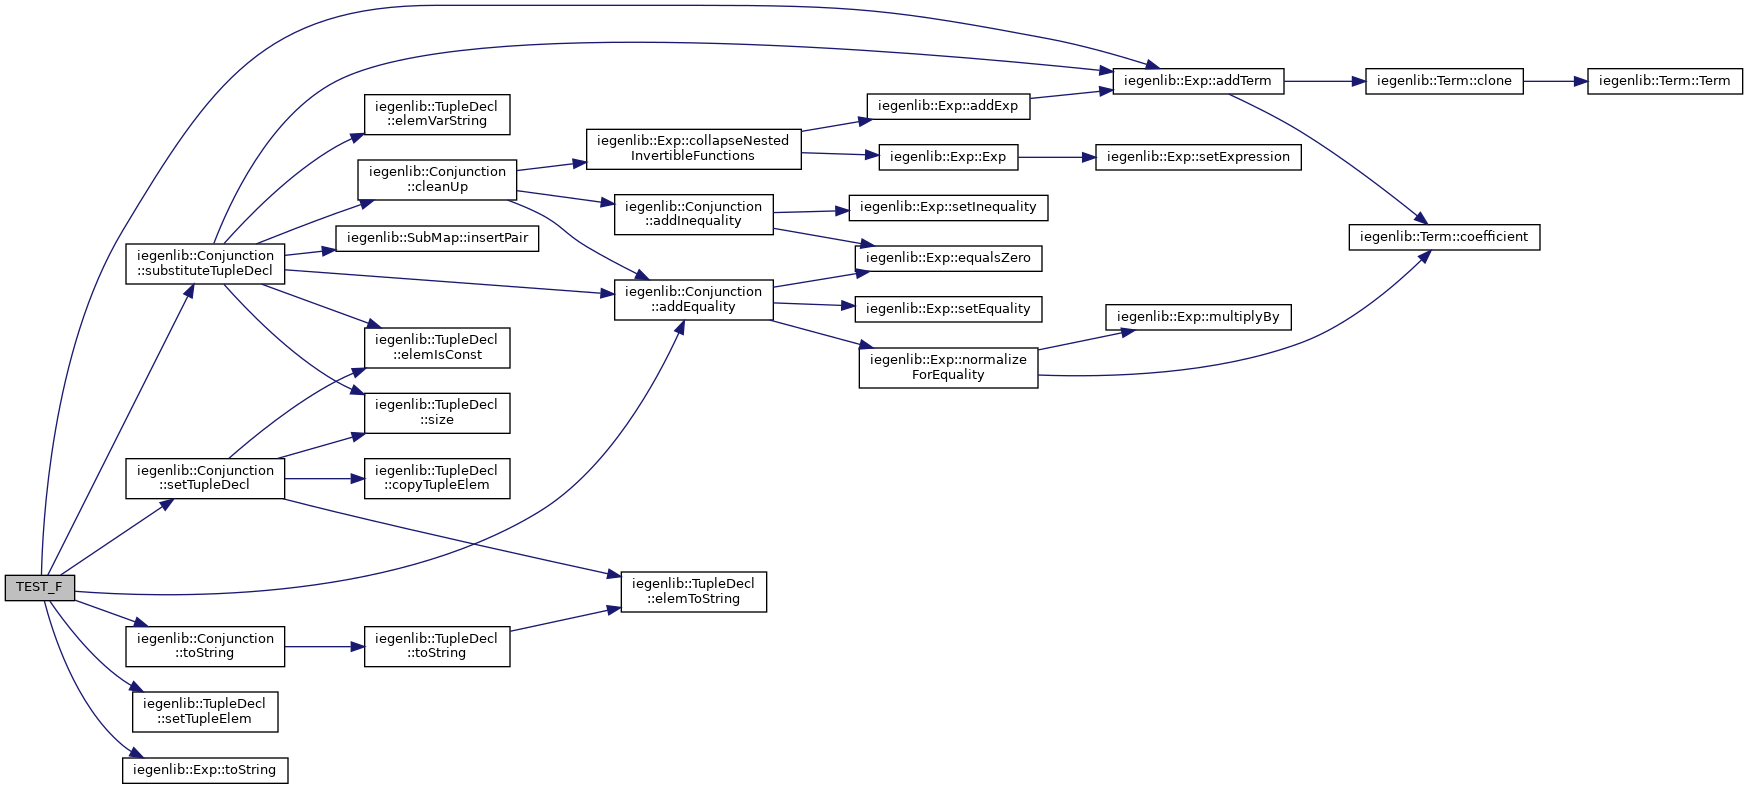 iegenlib::Exp::addTerm
iegenlib::Term::clone
iegenlib::Term::Term
iegenlib::TupleDecl
::elemVarString
iegenlib::Exp::addExp
iegenlib::Exp::collapseNested
InvertibleFunctions
iegenlib::Exp::Exp
iegenlib::Exp::setExpression
iegenlib::Conjunction
::cleanUp
iegenlib::Conjunction
::addInequality
iegenlib::Exp::setInequality
iegenlib::SubMap::insertPair
iegenlib::Term::coefficient
iegenlib::Conjunction
::substituteTupleDecl
iegenlib::Exp::equalsZero
iegenlib::Conjunction
::addEquality
iegenlib::Exp::setEquality
iegenlib::Exp::multiplyBy
iegenlib::TupleDecl
::elemIsConst
iegenlib::Exp::normalize
ForEquality
iegenlib::TupleDecl
::size
iegenlib::Conjunction
::setTupleDecl
iegenlib::TupleDecl
::copyTupleElem
TEST_F
iegenlib::TupleDecl
::elemToString
iegenlib::Conjunction
::toString
iegenlib::TupleDecl
::toString
iegenlib::TupleDecl
::setTupleElem
iegenlib::Exp::toString